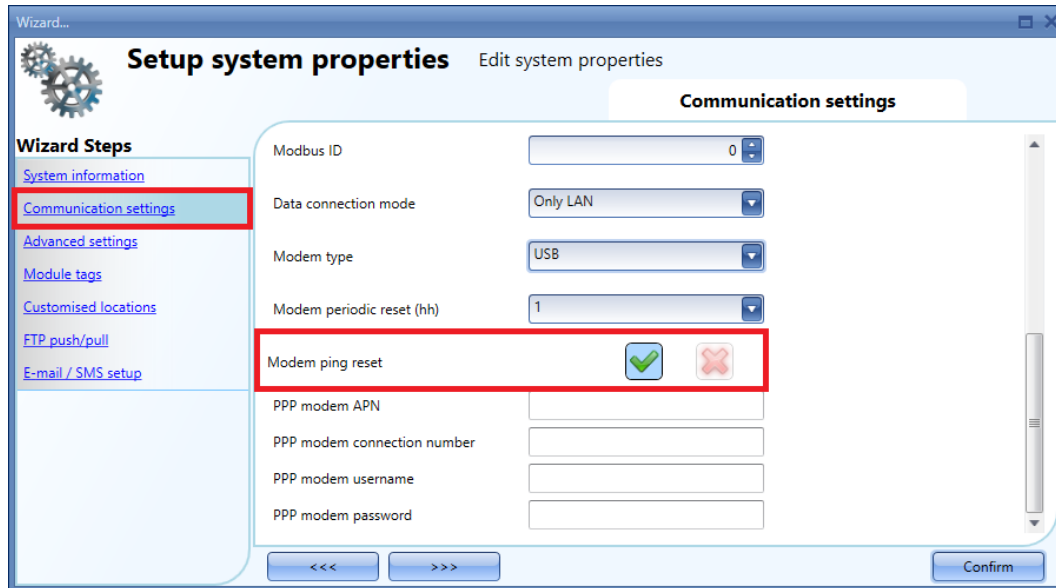 Wizard...
Setup system properties Edit system properties
Communication settings
Wizard Steps
System information
Communication settings
Advanced settings
Module tags
Customised locations
FTP push/pull
E-mail / SMS setup
Modbus ID 0
Data connection mode Only LAN
Modem type USB
Modem periodic reset (hh) 1
Modem ping reset
PPP modem APN
PPP modem connection number
PPP modem username
PPP modem password
<<< >>> Confirm